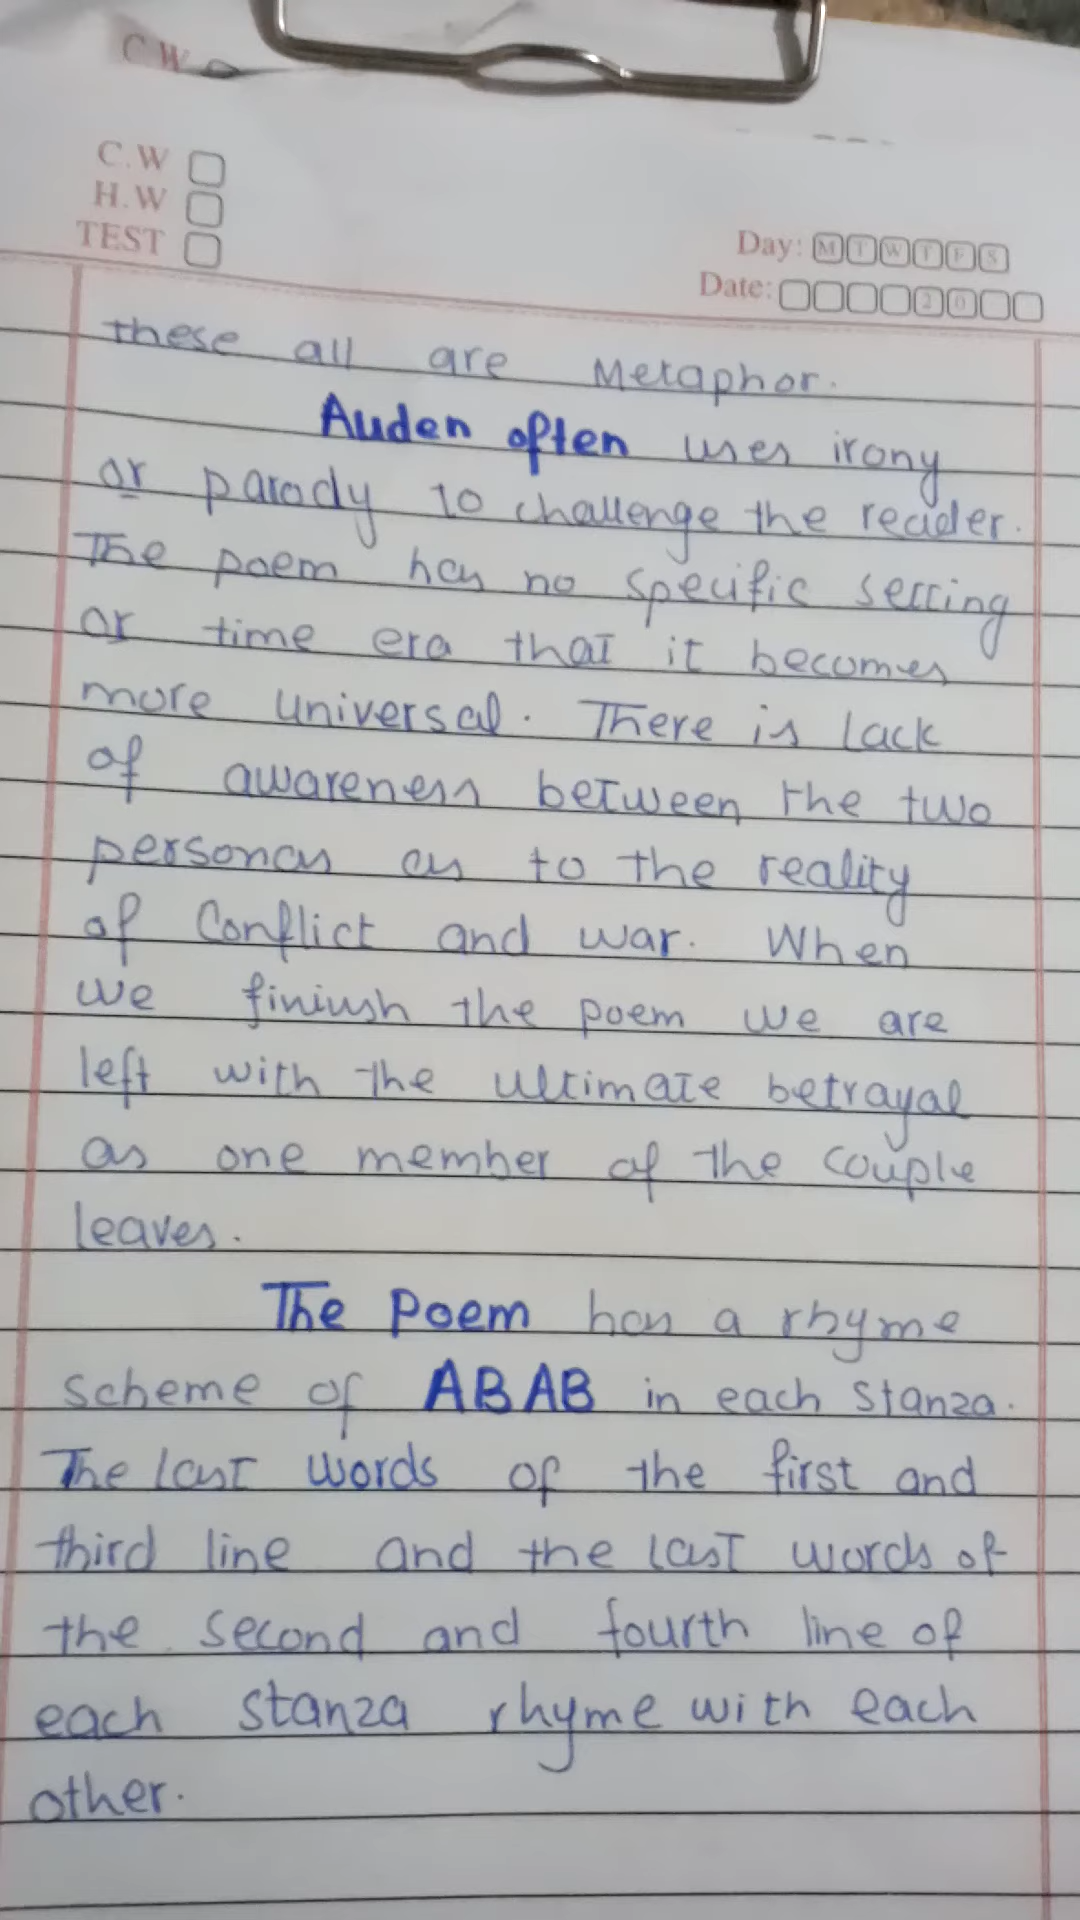 C.W
C.W
H.W
TEST
Day: M T W T F S
Date: 2 0
these all are Metaphor.
Auden often uses irony
or parody to challenge the reader.
The poem has no specific setting
or time era that it becomes
more universal. There is lack
of awareness between the two
personas as to the reality
of Conflict and war. When
we finiush the poem we are
left with the ultimate betrayal
as one member of the couple
leaves.
The Poem has a rhyme
scheme of ABAB in each stanza.
The last words of the first and
third line and the last words of
the second and fourth line of
each stanza rhyme with each
other.